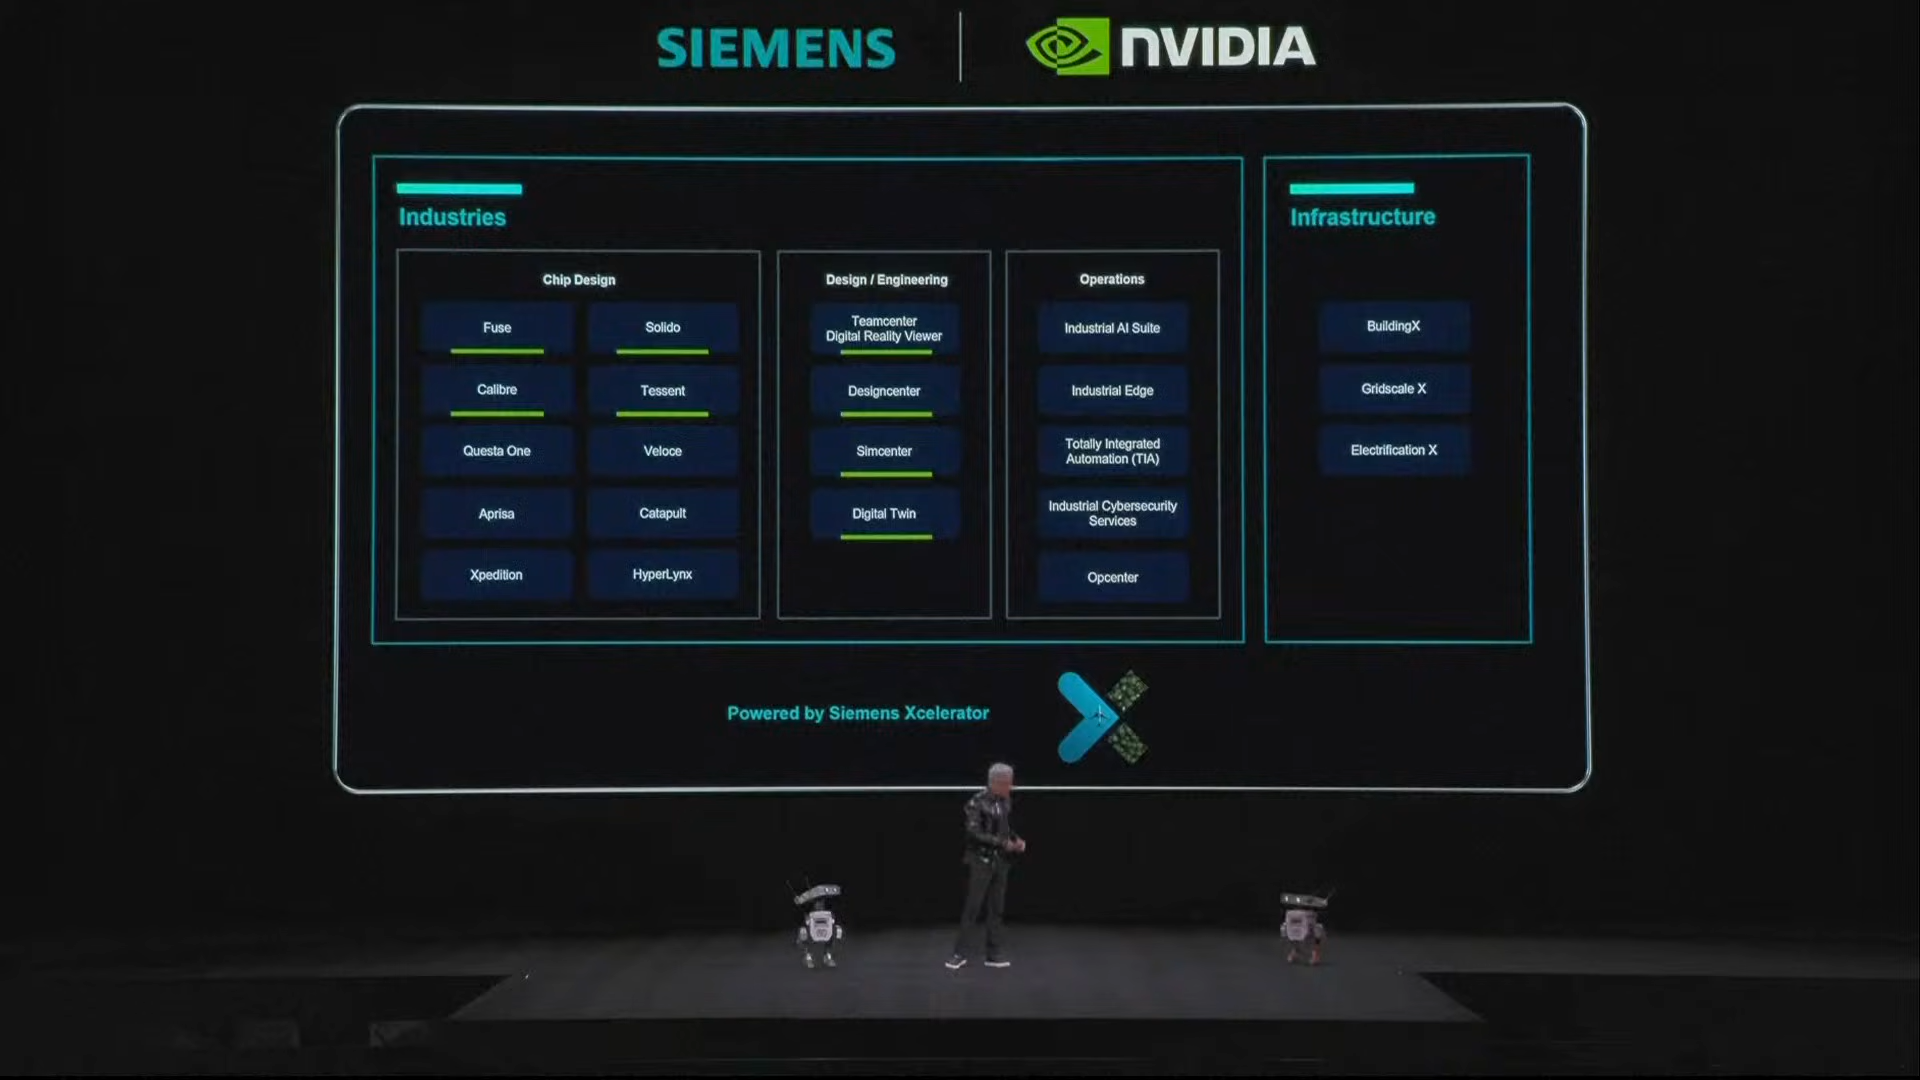 SIEMENS
NVIDIA
Industries
Infrastructure
Chip Design
Fuse
Solido
Calibre
Tessent
Questa One
Veloce
Aprisa
Catapult
Xpedition
HyperLynx
Design / Engineering
Teamcenter
Digital Reality Viewer
Designcenter
Simcenter
Digital Twin
Operations
Industrial AI Suite
Industrial Edge
Totally Integrated
Automation (TIA)
Industrial Cybersecurity
Services
Opcenter
BuildingX
Gridscale X
Electrification X
Powered by Siemens Xcelerator